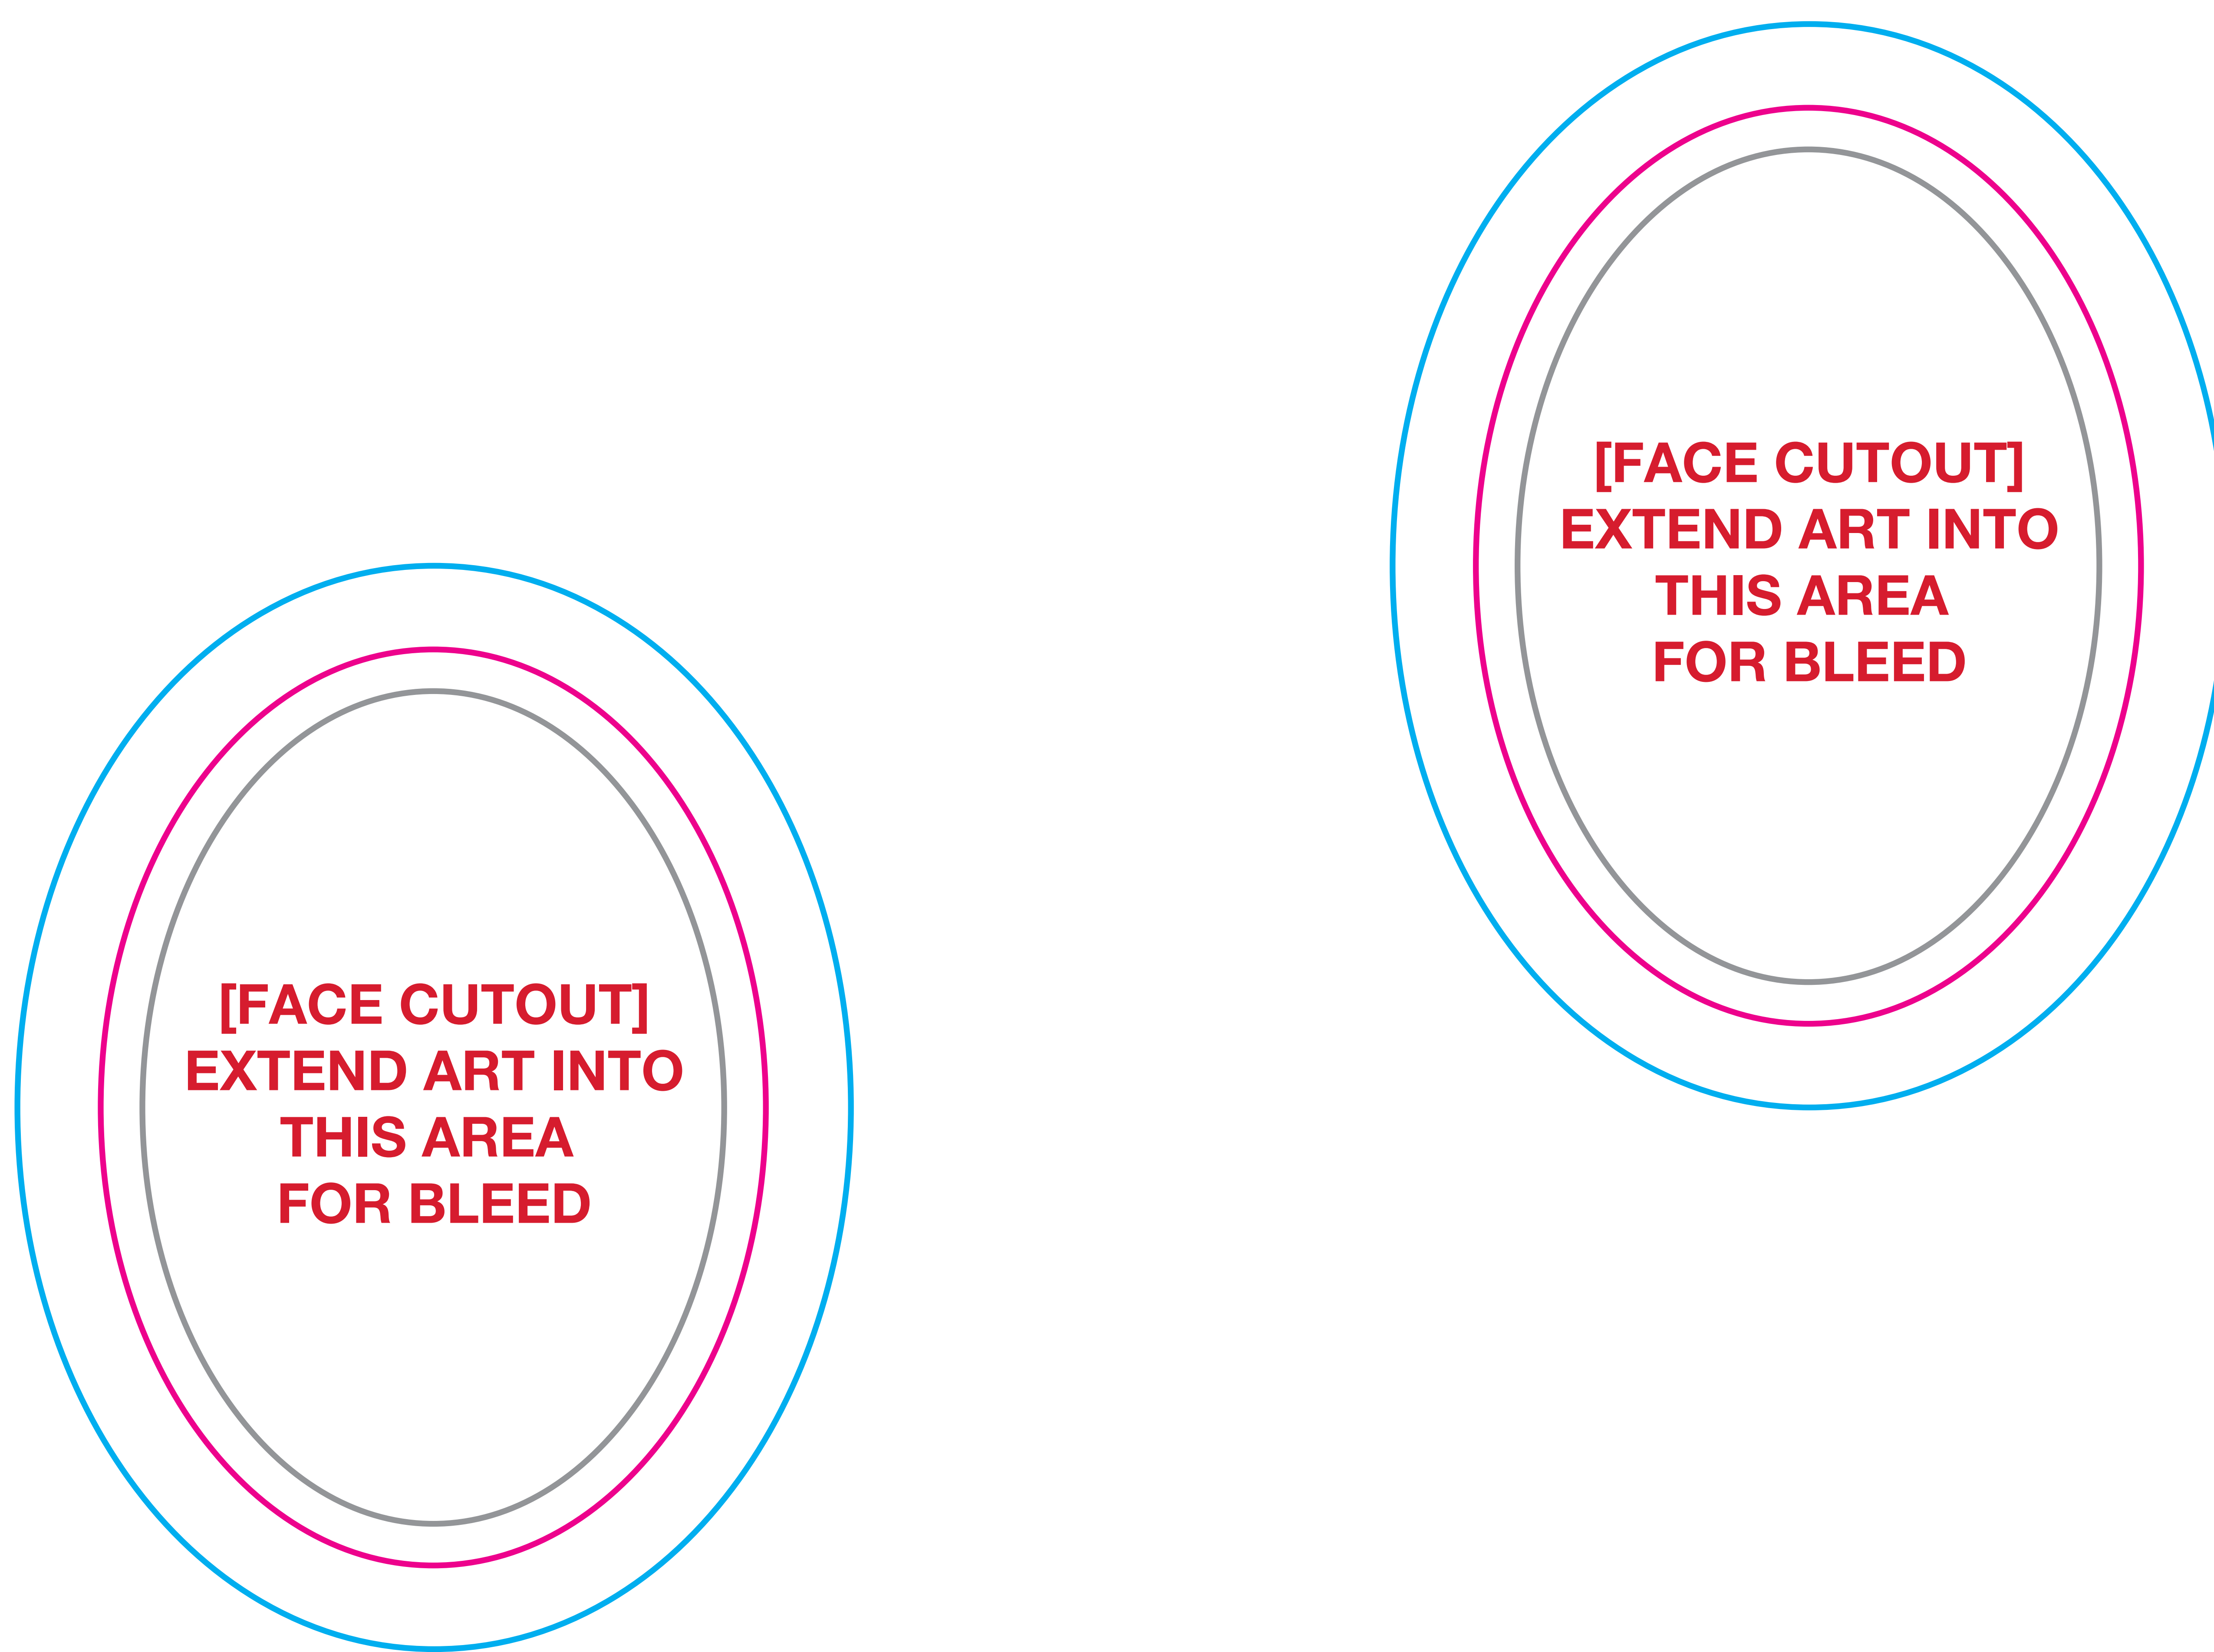 [FACE CUTOUT]
EXTEND ART INTO
THIS AREA
FOR BLEED
[FACE CUTOUT]
EXTEND ART INTO
THIS AREA
FOR BLEED